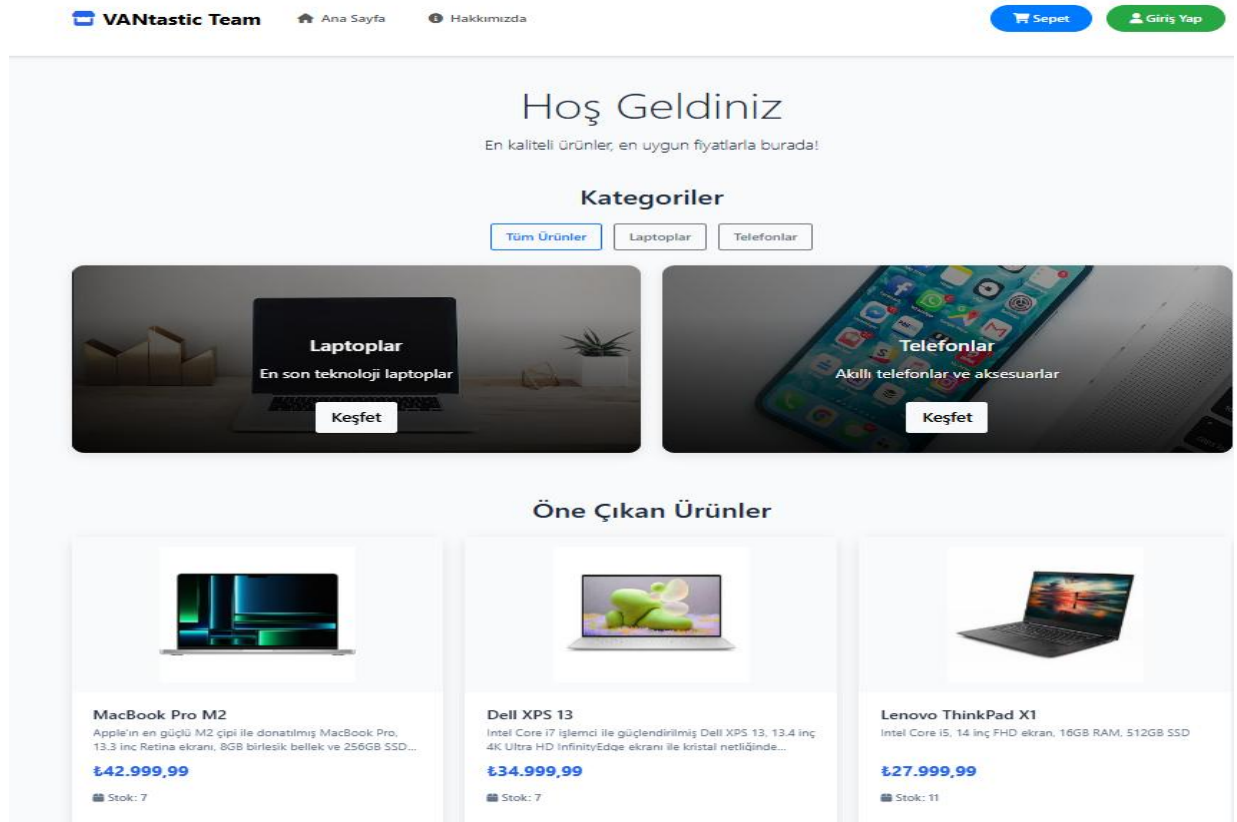 VANtastic Team
Ana Sayfa
Hakkımızda
Sepet
Giriş Yap
Hoş Geldiniz
En kaliteli ürünler, en uygun fiyatlarla burada!
Kategoriler
Tüm Ürünler
Laptoplar
Telefonlar
Laptoplar
En son teknoloji laptoplar
Keşfet
Telefonlar
Akıllı telefonlar ve aksesuarlar
Keşfet
Öne Çıkan Ürünler
MacBook Pro M2
Apple'ın en güçlü M2 çipi ile donatılmış MacBook Pro,
13.3 inç Retina ekranı, 8GB birleşik bellek ve 256GB SSD...
₺42.999,99
Stok: 7
Dell XPS 13
Intel Core i7 işlemci ile güçlendirilmiş Dell XPS 13, 13.4 inç
4K Ultra HD InfinityEdge ekranı ile kristal netliğinde...
₺34.999,99
Stok: 7
Lenovo ThinkPad X1
Intel Core i5, 14 inç FHD ekran, 16GB RAM, 512GB SSD
₺27.999,99
Stok: 11